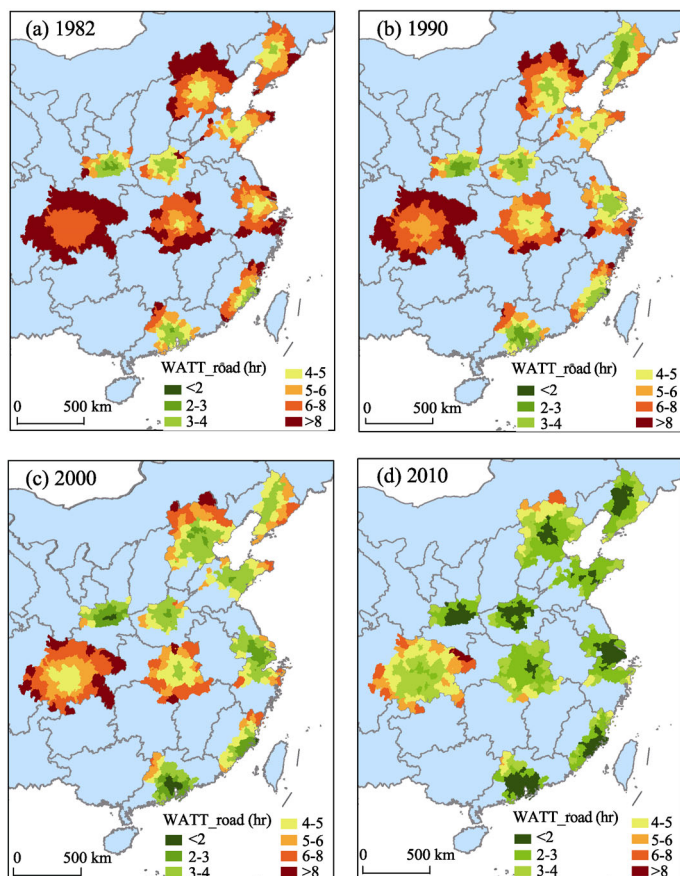 (a) 1982
WATT_rōad (hr)
<2
2-3
3-4
4-5
5-6
6-8
>8
0 500 km
(b) 1990
WATT_rōad (hr)
<2
2-3
3-4
4-5
5-6
6-8
>8
0 500 km
(c) 2000
WATT_road (hr)
<2
2-3
3-4
4-5
5-6
6-8
>8
0 500 km
(d) 2010
WATT_road (hr)
<2
2-3
3-4
4-5
5-6
6-8
>8
0 500 km